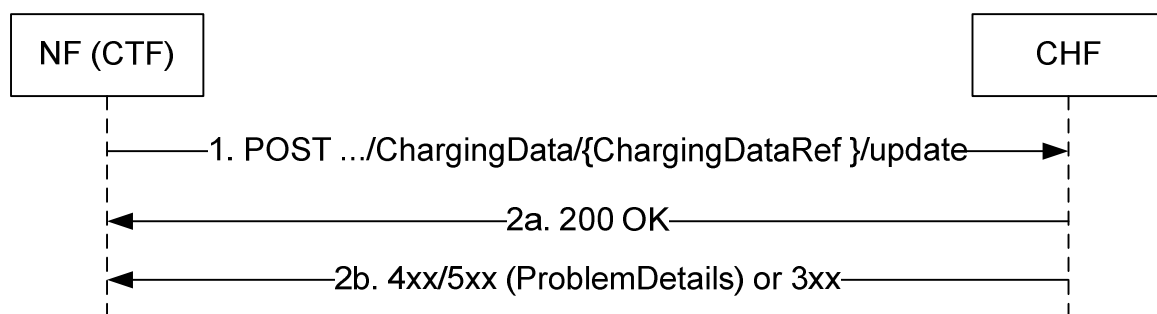 NF (CTF)
CHF
1. POST .../ChargingData/{ChargingDataRef }/update
2a. 200 OK
2b. 4xx/5xx (ProblemDetails) or 3xx